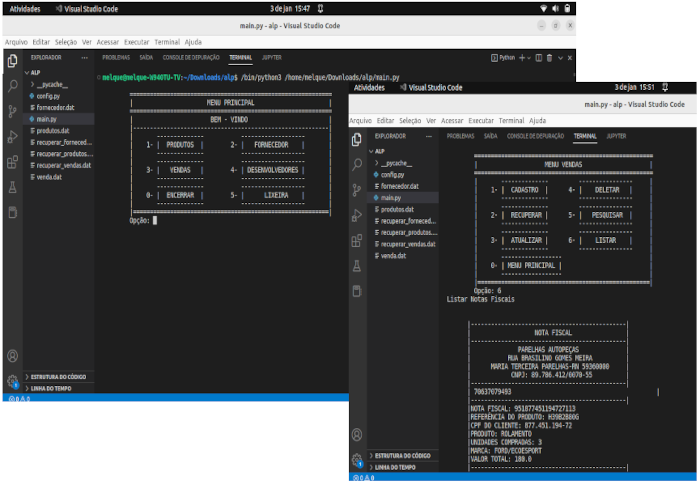 Atividades Visual Studio Code 3 de jan 15:47
main.py - alp - Visual Studio Code
Arquivo Editar Seleção Ver Acessar Executar Terminal Ajuda
EXPLORADOR ... PROBLEMAS SAÍDA CONSOLE DE DEPURAÇÃO TERMINAL JUPYTER Python
ALP
__pycache__
config.py
fornecedor.dat
main.py
produtos.dat
recuperar_forneced...
recuperar_produtos....
recuperar_vendas.dat
venda.dat
ESTRUTURA DO CÓDIGO
LINHA DO TEMPO
0 0
melque@melque-W940TU-TV:~/Downloads/alp$ /bin/python3 /home/melque/Downloads/alp/main.py
MENU PRINCIPAL
BEM - VINDO
1- | PRODUTOS | 2- | FORNECEDOR |
3- | VENDAS | 4- | DESENVOLVEDORES |
0- | ENCERRAR | 5- | LIXEIRA |
Opção:
Atividades Visual Studio Code 3 de jan 15:51
main.py - alp - Visual Studio Code
Arquivo Editar Seleção Ver Acessar Executar Terminal Ajuda
EXPLORADOR ... PROBLEMAS SAÍDA CONSOLE DE DEPURAÇÃO TERMINAL JUPYTER
ALP
__pycache__
config.py
fornecedor.dat
main.py
produtos.dat
recuperar_forneced...
recuperar_produtos....
recuperar_vendas.dat
venda.dat
ESTRUTURA DO CÓDIGO
LINHA DO TEMPO
0 0
MENU VENDAS
1- | CADASTRO | 4- | DELETAR |
2- | RECUPERAR | 5- | PESQUISAR |
3- | ATUALIZAR | 6- | LISTAR |
0- | MENU PRINCIPAL |
Opção: 6
Listar Notas Fiscais
NOTA FISCAL
PARELHAS AUTOPEÇAS
RUA BRASILINO GOMES MEIRA
MARIA TERCEIRA PARELHAS-RN 59360000
CNPJ: 89.786.412/0070-55
70637079493
NOTA FISCAL: 951877451194727113
REFERENCIA DO PRODUTO: H39B2B80G
CPF DO CLIENTE: 877.451.194-72
PRODUTO: ROLAMENTO
UNIDADES COMPRADAS: 3
MARCA: FORD/ECOESPORT
VALOR TOTAL: 180.0